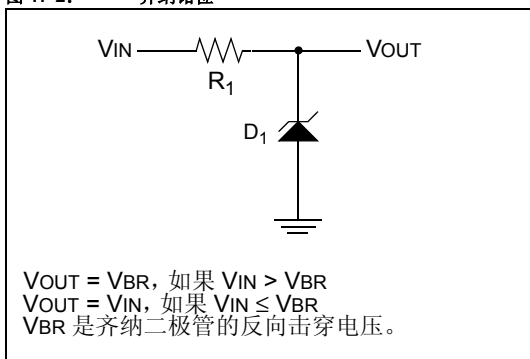 VIN
VOUT
R1
D1
VOUT = VBR, 如果 VIN > VBR
VOUT = VIN, 如果 VIN ≤ VBR
VBR 是齐纳二极管的反向击穿电压。